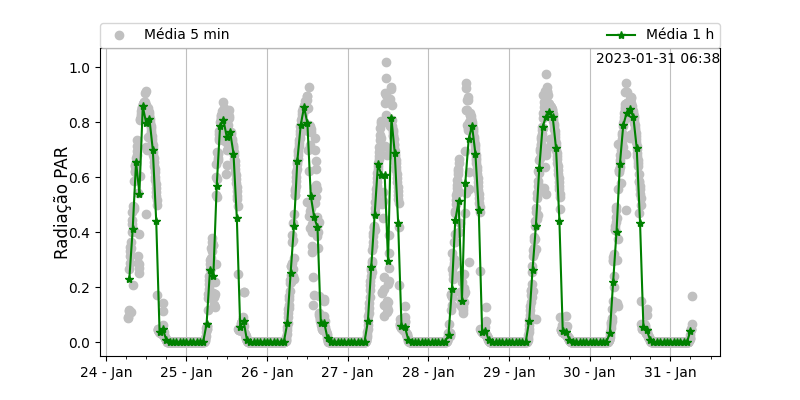 Média 5 min
Média 1 h
2023-01-31 06:38
Radiação PAR
1.0
0.8
0.6
0.4
0.2
0.0
24 - Jan
25 - Jan
26 - Jan
27 - Jan
28 - Jan
29 - Jan
30 - Jan
31 - Jan